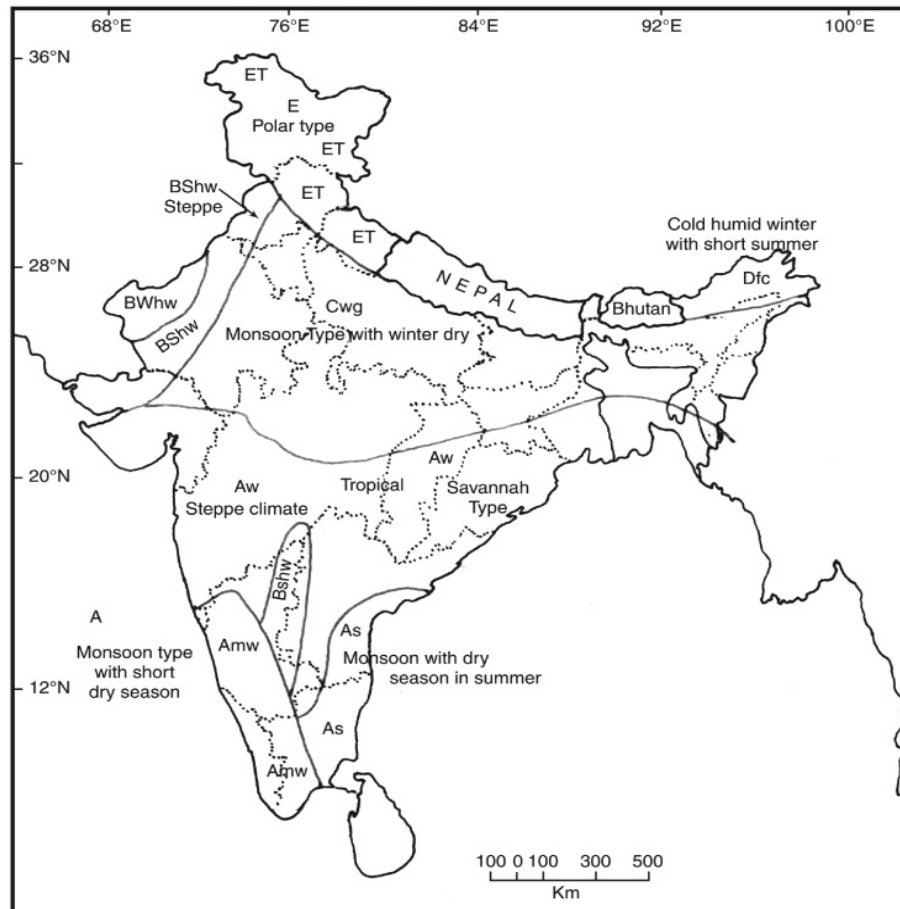 68°E 76°E 84°E 92°E 100°E
36°N
ET
E
Polar type
ET
BShw
Steppe
ET
ET
Cold humid winter
with short summer
28°N
NEPAL
Dfc
BWhw
Bhutan
Cwg
BShw
Monsoon Type with winter dry
Aw
20°N
Aw
Steppe climate
Tropical
Savannah
Type
Bshw
A
Monsoon type
with short
dry season
Amw
As
Monsoon with dry
season in summer
12°N
As
Amw
100 0 100 300 500
Km